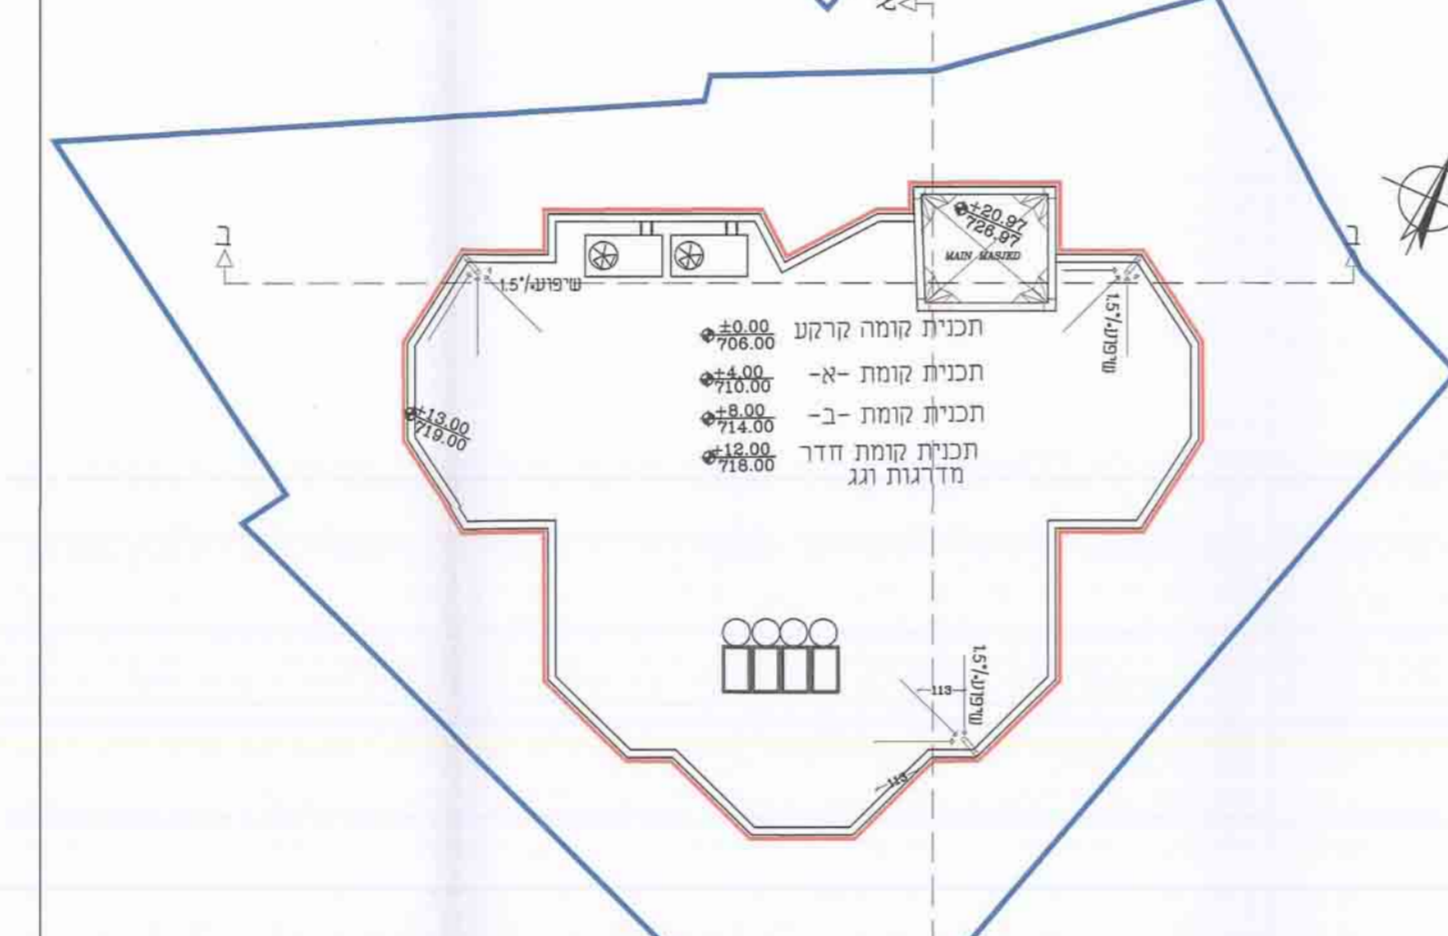 א
ב
ב
+20.97
726.97
MAIN MASJED
שיפוע 1.5%
שיפוע 1.5%
תכנית קומה קרקע
±0.00
706.00
תכנית קומת -א-
+4.00
710.00
תכנית קומת -ב-
+8.00
714.00
תכנית קומת חדר
מדרגות וגג
+12.00
718.00
+13.00
719.00
שיפוע 1.5%
113
113